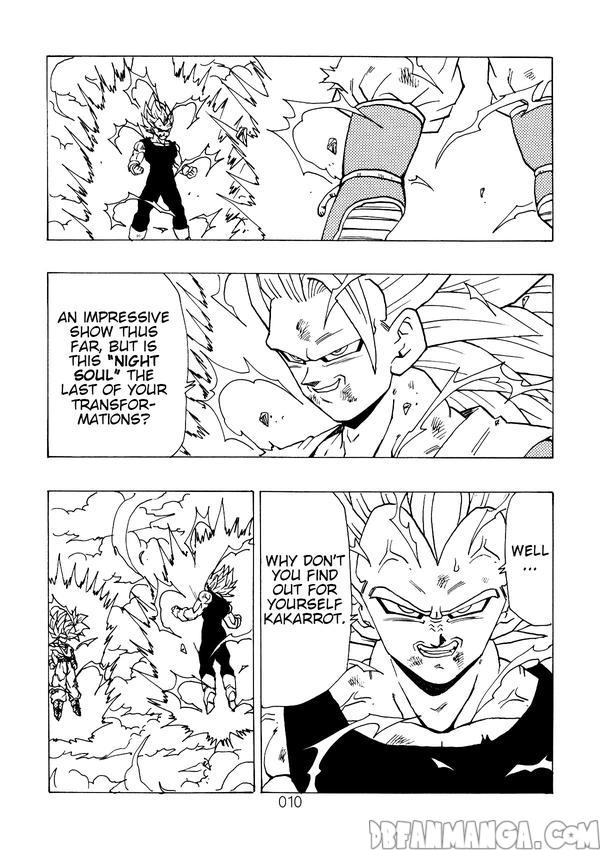 AN IMPRESSIVE
SHOW THUS
FAR, BUT IS
THIS "NIGHT
SOUL" THE
LAST OF YOUR
TRANSFOR-
MATIONS?
WELL
...
WHY DON'T
YOU FIND
OUT FOR
YOURSELF
KAKARROT.
010
DBFANMANGA.COM